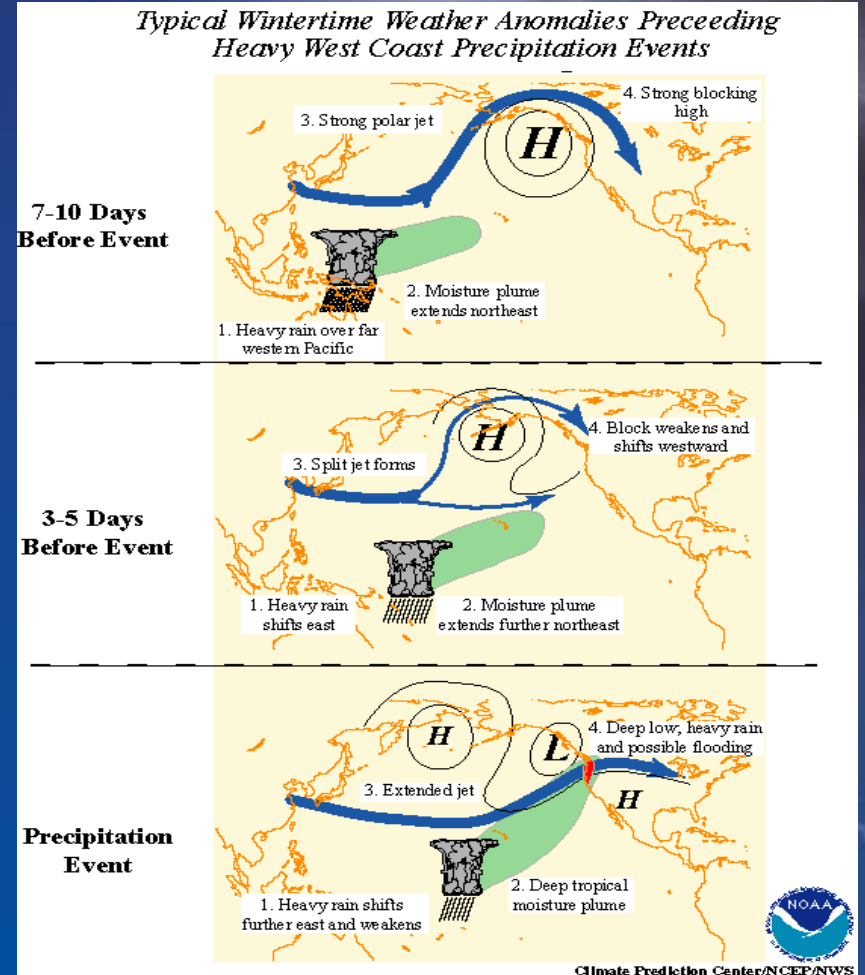 Typical Wintertime Weather Anomalies Preceeding
Heavy West Coast Precipitation Events
7-10 Days
Before Event
3. Strong polar jet
4. Strong blocking
high
H
2. Moisture plume
extends northeast
1. Heavy rain over far
western Pacific
3-5 Days
Before Event
H
4. Block weakens and
shifts westward
3. Split jet forms
1. Heavy rain
shifts east
2. Moisture plume
extends further northeast
Precipitation
Event
H
L
4. Deep low, heavy rain
and possible flooding
3. Extended jet
H
2. Deep tropical
moisture plume
1. Heavy rain shifts
further east and weakens
NOAA
Climate Prediction Center/NCEP/NWS